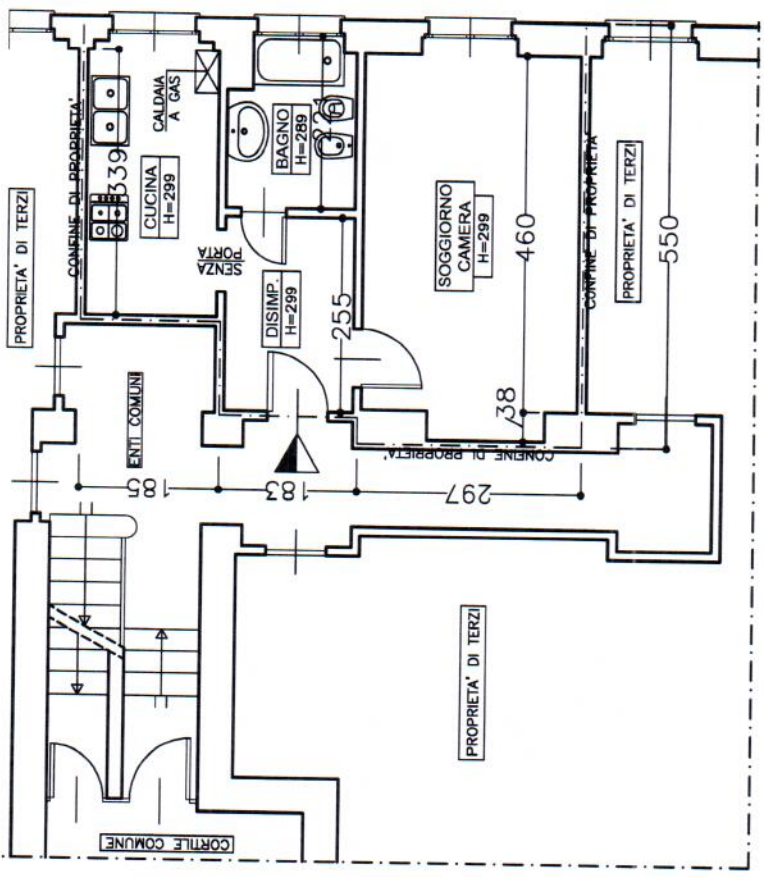 PROPRIETA' DI TERZI
CONFINE DI PROPRIETA'
339
CUCINA
H=299
CALDAIA
A GAS
SENZA
PORTA
BAGNO
H=289
221
DISIMP.
H=299
255
SOGGIORNO
CAMERA
H=299
460
38
CONFINE DI PROPRIETA'
PROPRIETA' DI TERZI
550
ENTI COMUNI
185
183
297
CONFINE DI PROPRIETA'
PROPRIETA' DI TERZI
CORTILE COMUNE